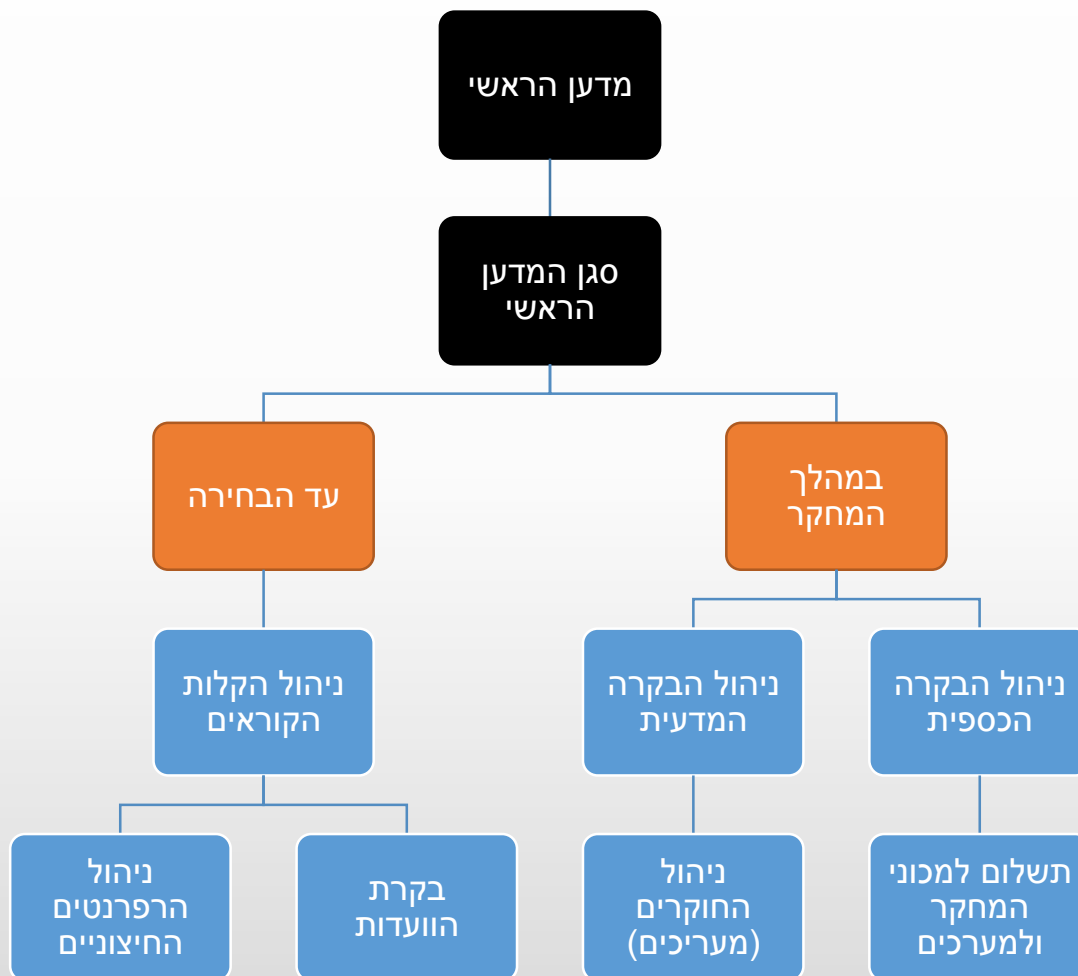 מדען הראשי
סגן המדען
הראשי
במהלך
המחקר
עד הבחירה
ניהול הבקרה
הכספית
ניהול הבקרה
המדעית
ניהול הקלות
הקוראים
תשלום למכוני
המחקר
ולמערכים
ניהול
החוקרים
(מעריכים)
בקרת
הוועדות
ניהול
הרפרנטים
החיצוניים